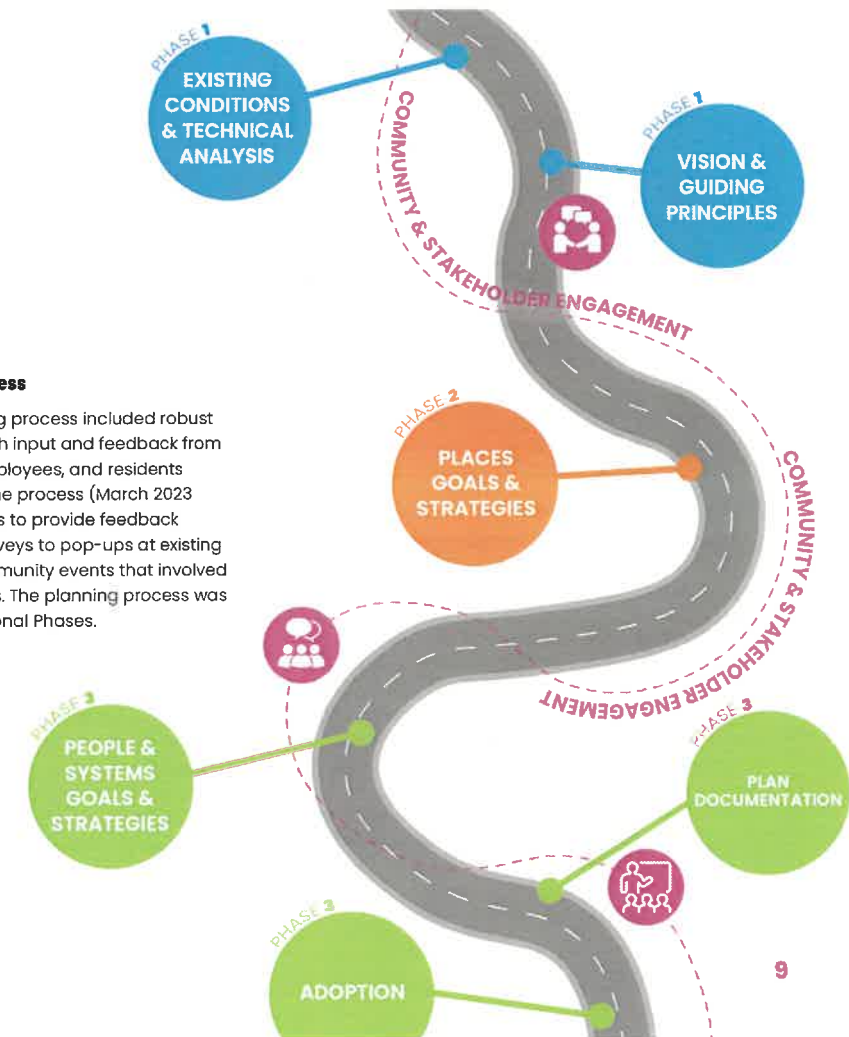 PHASE 1
EXISTING
CONDITIONS
& TECHNICAL
ANALYSIS
PHASE 1
VISION &
GUIDING
PRINCIPLES
COMMUNITY & STAKEHOLDER ENGAGEMENT
ess
g process included robust
h input and feedback from
ployees, and residents
e process (March 2023
s to provide feedback
veys to pop-ups at existing
munity events that involved
s. The planning process was
onal Phases.
PHASE 2
PLACES
GOALS &
STRATEGIES
COMMUNITY & STAKEHOLDER ENGAGEMENT
PHASE 3
PEOPLE &
SYSTEMS
GOALS &
STRATEGIES
PHASE 3
PLAN
DOCUMENTATION
PHASE 3
ADOPTION
9